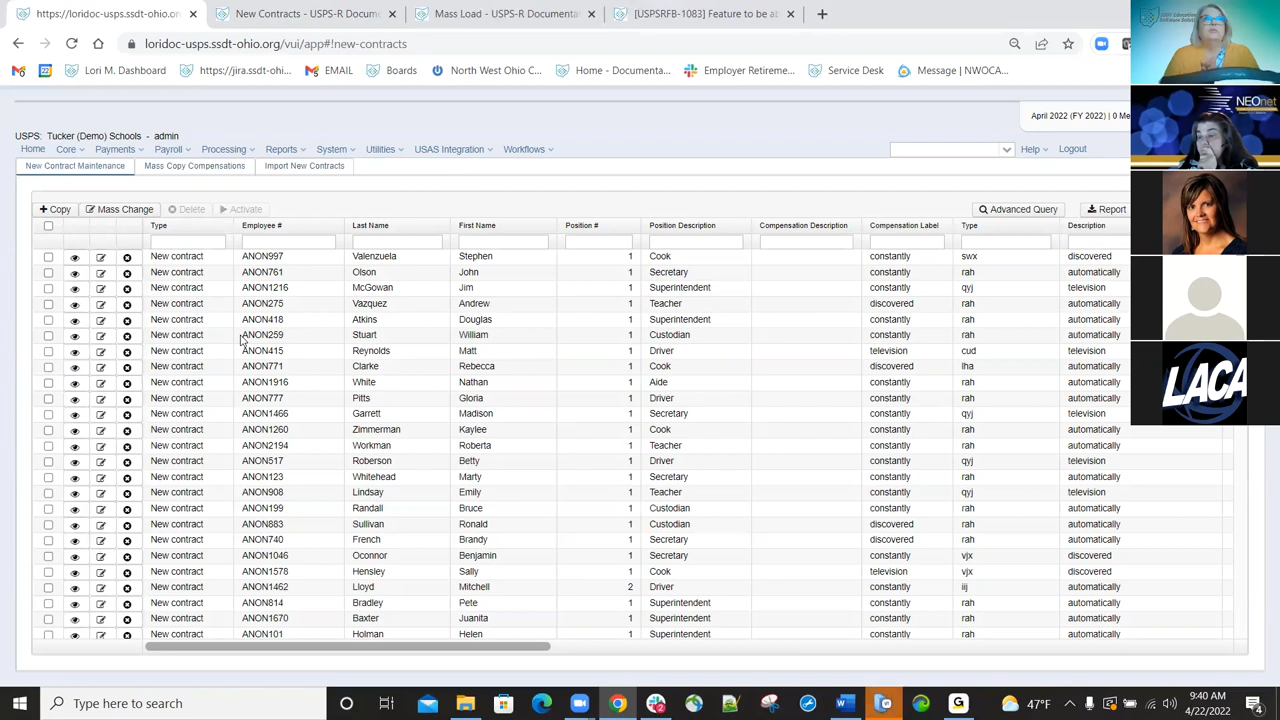 https://loridoc-usps.ssdt-ohio.or
New Contracts - USPS-R Docume
Mass Load - USPS-R Documenta
[USPSRFB-1083] Feature to be a
loridoc-usps.ssdt-ohio.org/vui/app#!new-contracts
Lori M. Dashboard
https://jira.ssdt-ohi...
EMAIL
Boards
North West Ohio C...
Home - Documenta...
Employer Retireme...
Service Desk
Message | NWOCA...
April 2022 (FY 2022) | 0 Me
USPS: Tucker (Demo) Schools - admin
Home Core Payments Payroll Processing Reports System Utilities USAS Integration Workflows Help Logout
New Contract Maintenance Mass Copy Compensations Import New Contracts
Copy Mass Change Delete Activate Advanced Query Report
Type Employee # Last Name First Name Position # Position Description Compensation Description Compensation Label Type Description
New contract ANON997 Valenzuela Stephen 1 Cook constantly swx discovered
New contract ANON761 Olson John 1 Secretary constantly rah automatically
New contract ANON1216 McGowan Jim 1 Superintendent constantly qyj television
New contract ANON275 Vazquez Andrew 1 Teacher discovered rah automatically
New contract ANON418 Atkins Douglas 1 Superintendent constantly rah automatically
New contract ANON259 Stuart William 1 Custodian constantly rah automatically
New contract ANON415 Reynolds Matt 1 Driver television cud television
New contract ANON771 Clarke Rebecca 1 Cook discovered lha automatically
New contract ANON1916 White Nathan 1 Aide constantly rah automatically
New contract ANON777 Pitts Gloria 1 Driver constantly rah automatically
New contract ANON1466 Garrett Madison 1 Secretary constantly qyj television
New contract ANON1260 Zimmerman Kaylee 1 Cook constantly rah automatically
New contract ANON2194 Workman Roberta 1 Teacher constantly rah automatically
New contract ANON517 Roberson Betty 1 Driver constantly qyj television
New contract ANON123 Whitehead Marty 1 Secretary constantly rah automatically
New contract ANON908 Lindsay Emily 1 Teacher constantly qyj television
New contract ANON199 Randall Bruce 1 Custodian constantly rah automatically
New contract ANON883 Sullivan Ronald 1 Custodian discovered rah automatically
New contract ANON740 French Brandy 1 Secretary discovered rah automatically
New contract ANON1046 Oconnor Benjamin 1 Secretary constantly vjx discovered
New contract ANON1578 Hensley Sally 1 Cook television vjx discovered
New contract ANON1462 Lloyd Mitchell 2 Driver constantly iij automatically
New contract ANON814 Bradley Pete 1 Superintendent constantly rah automatically
New contract ANON1670 Baxter Juanita 1 Superintendent constantly rah automatically
New contract ANON101 Holman Helen 1 Superintendent constantly rah automatically
NEOnet
LACA
Type here to search
47°F
9:40 AM
4/22/2022
4